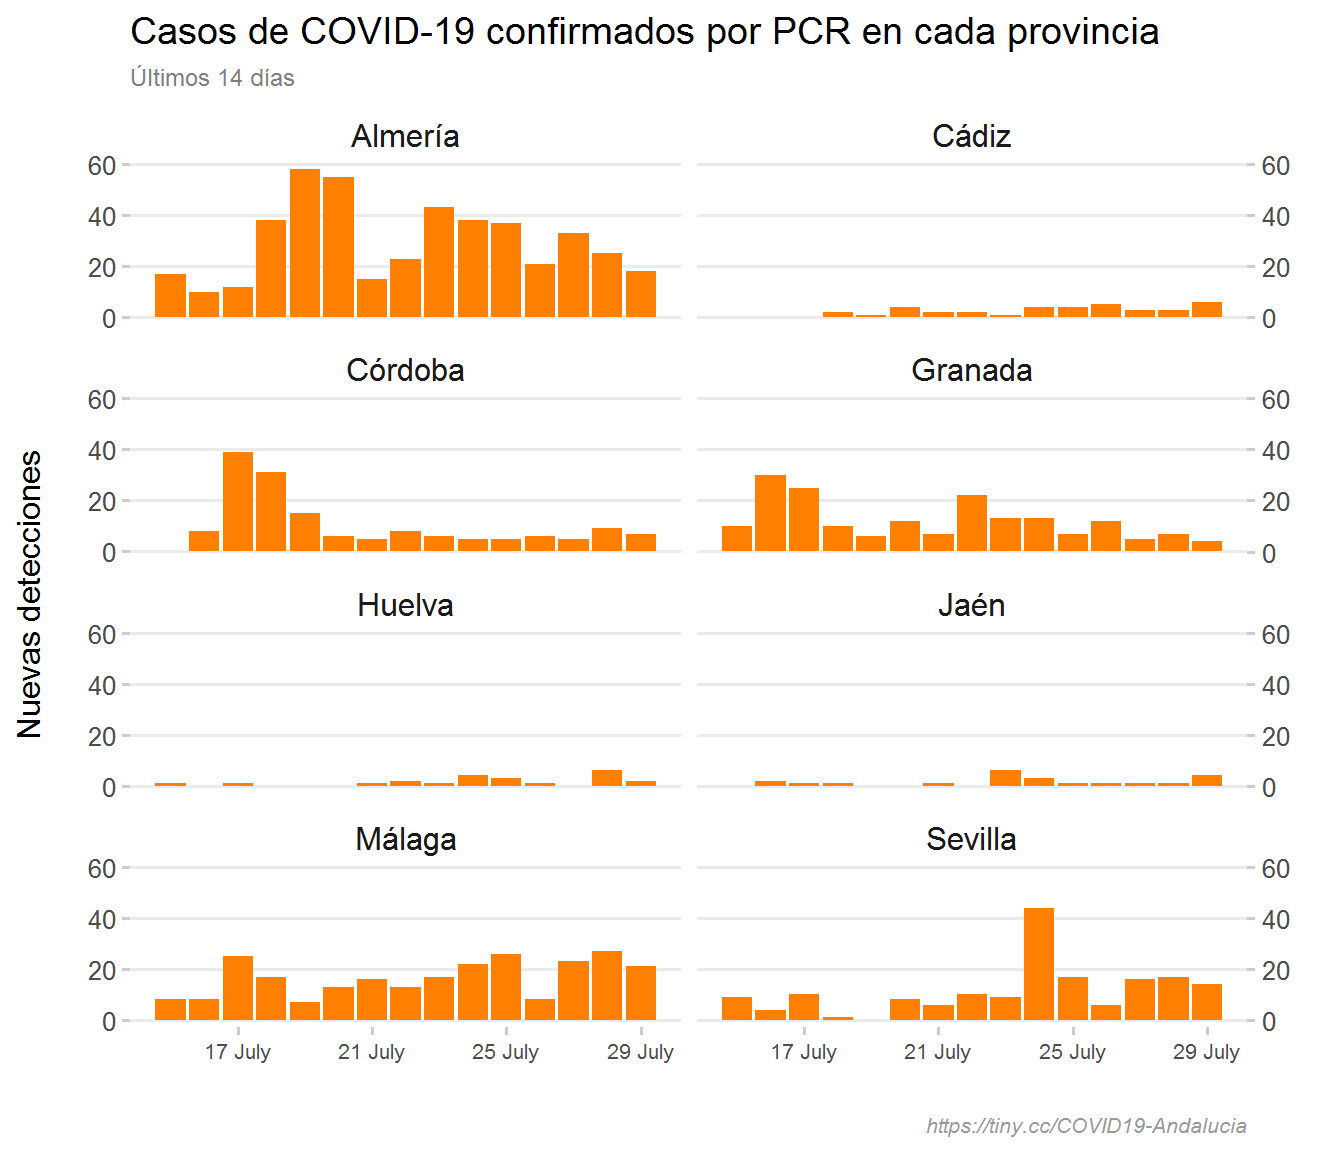 Casos de COVID-19 confirmados por PCR en cada provincia
Últimos 14 días
Almería
Cádiz
60
40
20
0
60
40
20
0
Córdoba
Granada
60
40
20
0
60
40
20
0
Nuevas detecciones
Huelva
Jaén
60
40
20
0
60
40
20
0
Málaga
Sevilla
60
40
20
0
60
40
20
0
17 July 21 July 25 July 29 July
17 July 21 July 25 July 29 July
https://tiny.cc/COVID19-Andalucia